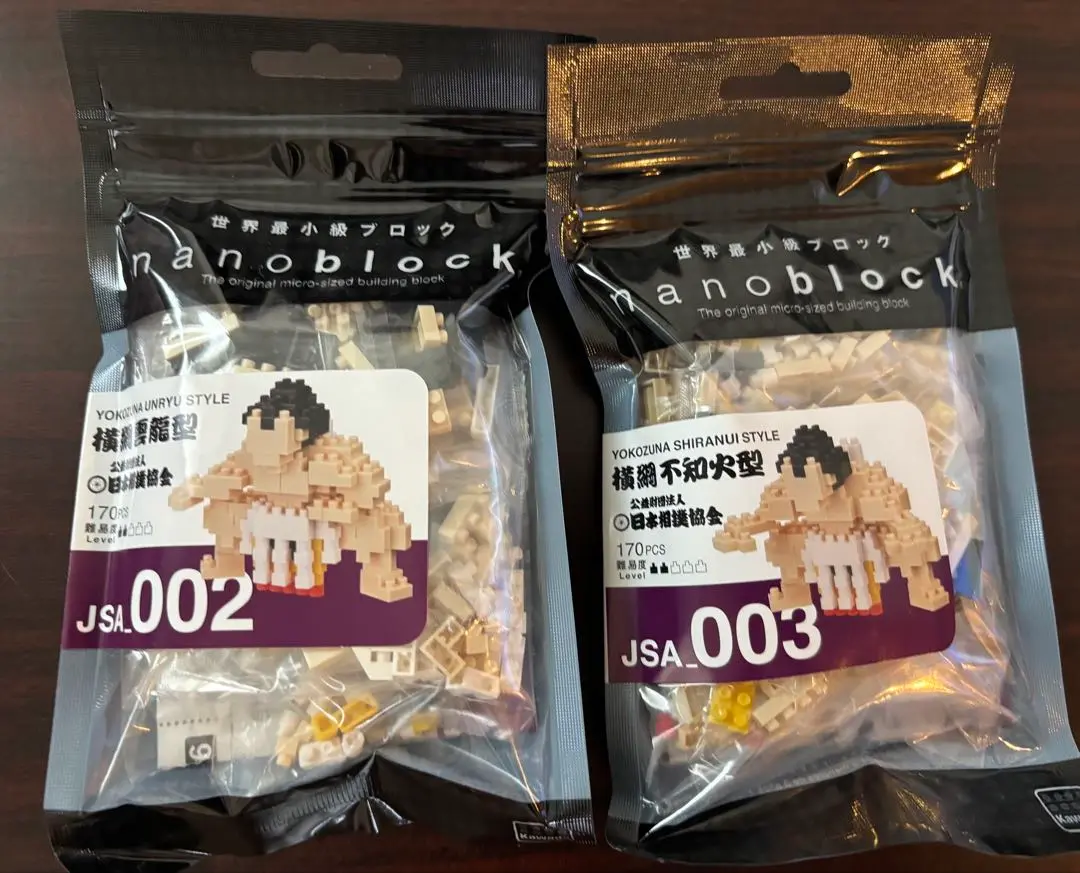 世界最小級ブロック
nanoblock
The original micro-sized building block
YOKOZUNA UNRYU STYLE
横綱雲龍型
公益財団法人
日本相撲協会
170PCS
難易度
Level
JSA_002
6
世界最小級ブロック
nanoblock
The original micro-sized building block
YOKOZUNA SHIRANUI STYLE
横綱不知火型
公益財団法人
日本相撲協会
170PCS
難易度
Level
JSA_003